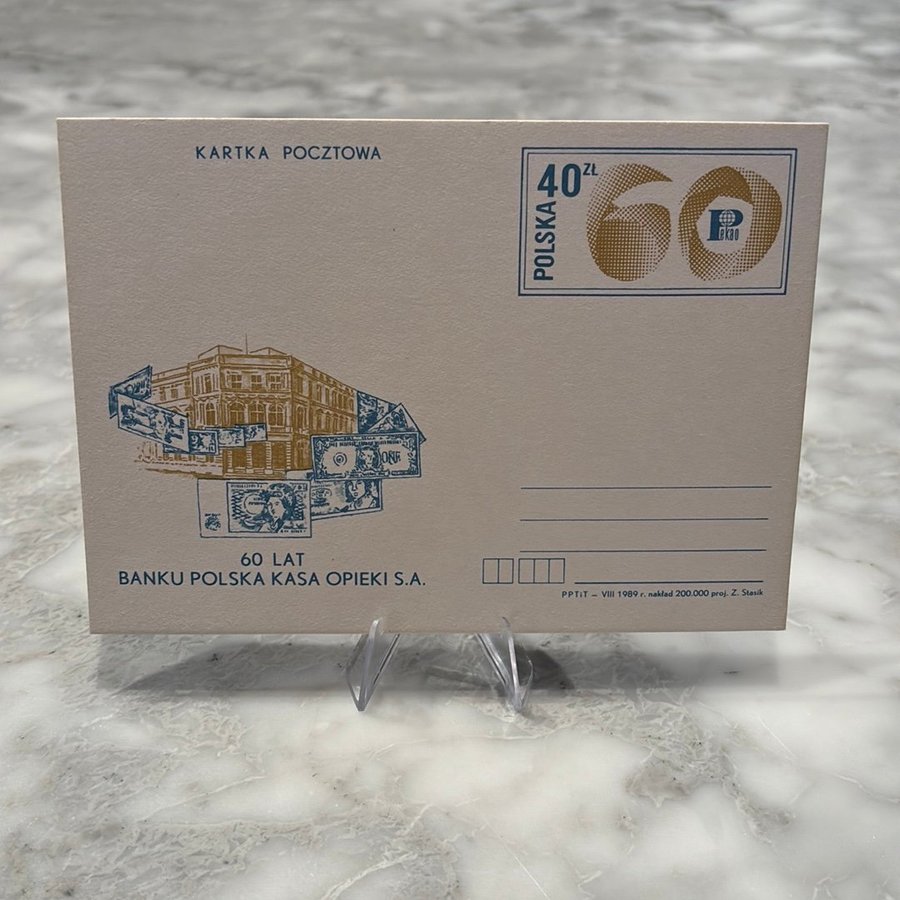 KARTKA POCZTOWA
POLSKA 40 ZŁ
60
Pekao
ONE
60 LAT
BANKU POLSKA KASA OPIEKI S.A.
PPTiT – VIII 1989 r. nakład 200.000 proj. Z. Stasik